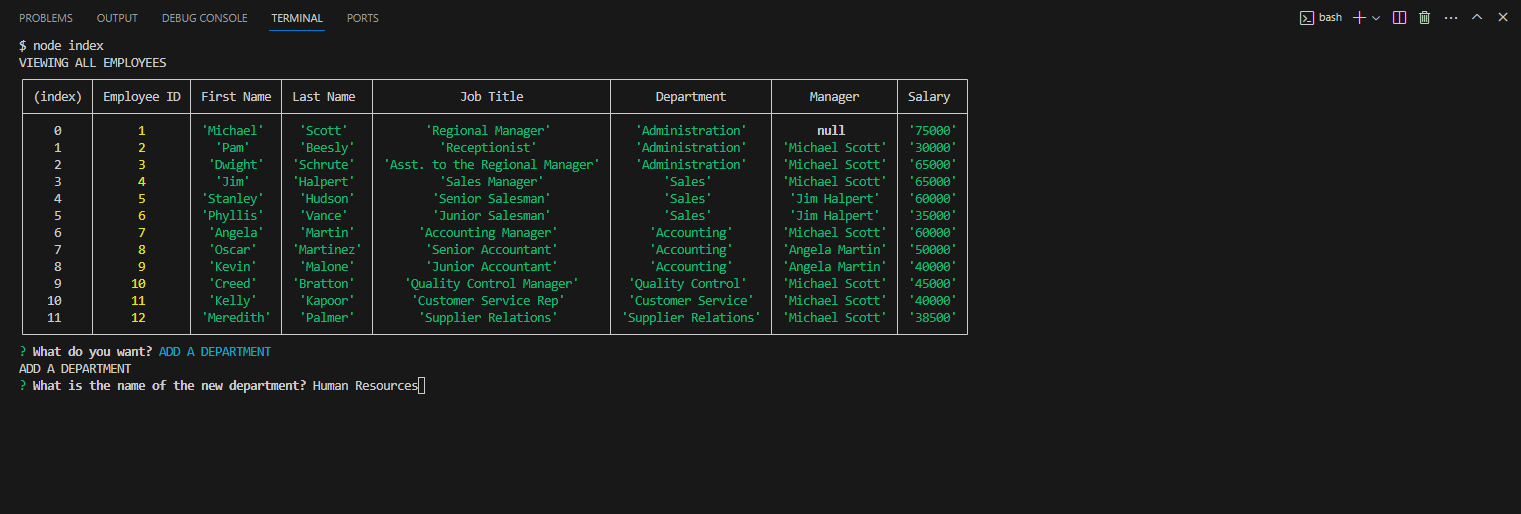 PROBLEMS OUTPUT DEBUG CONSOLE TERMINAL PORTS bash
$ node index
VIEWING ALL EMPLOYEES
(index) Employee ID First Name Last Name Job Title Department Manager Salary
0 1 'Michael' 'Scott' 'Regional Manager' 'Administration' null '75000'
1 2 'Pam' 'Beesly' 'Receptionist' 'Administration' 'Michael Scott' '30000'
2 3 'Dwight' 'Schrute' 'Asst. to the Regional Manager' 'Administration' 'Michael Scott' '65000'
3 4 'Jim' 'Halpert' 'Sales Manager' 'Sales' 'Michael Scott' '65000'
4 5 'Stanley' 'Hudson' 'Senior Salesman' 'Sales' 'Jim Halpert' '60000'
5 6 'Phyllis' 'Vance' 'Junior Salesman' 'Sales' 'Jim Halpert' '35000'
6 7 'Angela' 'Martin' 'Accounting Manager' 'Accounting' 'Michael Scott' '60000'
7 8 'Oscar' 'Martinez' 'Senior Accountant' 'Accounting' 'Angela Martin' '50000'
8 9 'Kevin' 'Malone' 'Junior Accountant' 'Accounting' 'Angela Martin' '40000'
9 10 'Creed' 'Bratton' 'Quality Control Manager' 'Quality Control' 'Michael Scott' '45000'
10 11 'Kelly' 'Kapoor' 'Customer Service Rep' 'Customer Service' 'Michael Scott' '40000'
11 12 'Meredith' 'Palmer' 'Supplier Relations' 'Supplier Relations' 'Michael Scott' '38500'
? What do you want? ADD A DEPARTMENT
ADD A DEPARTMENT
? What is the name of the new department? Human Resources